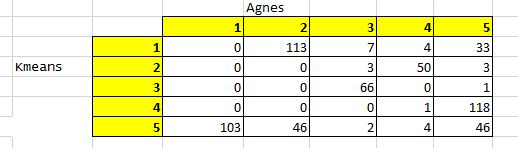 Agnes
1 2 3 4 5
1 0 113 7 4 33
Kmeans 2 0 0 3 50 3
3 0 0 66 0 1
4 0 0 0 1 118
5 103 46 2 4 46